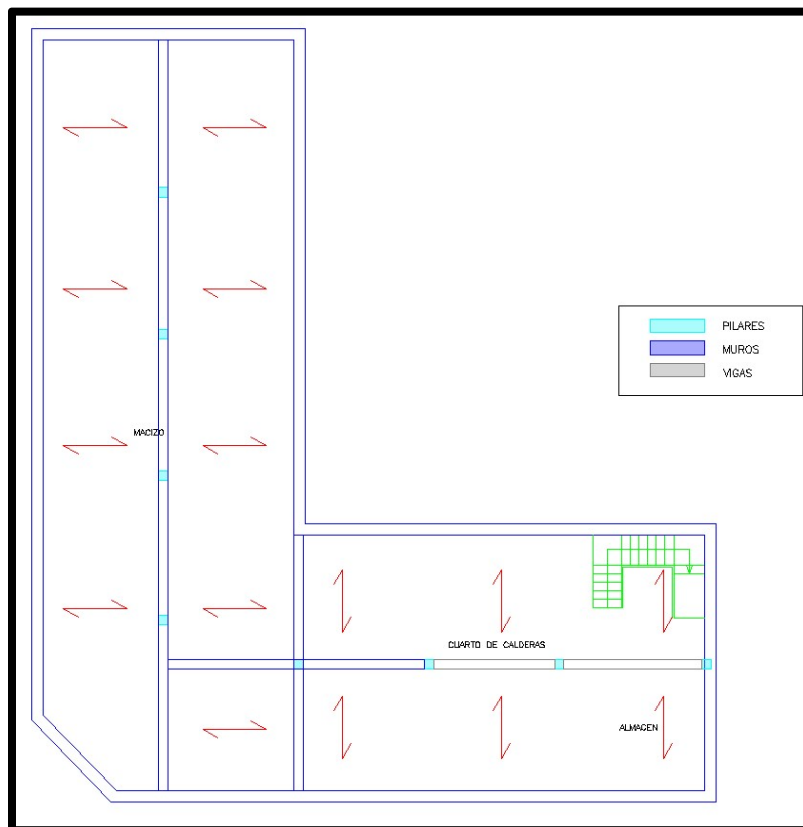 PILARES
MUROS
VIGAS
MACIZO
CUARTO DE CALDERAS
ALMACEN